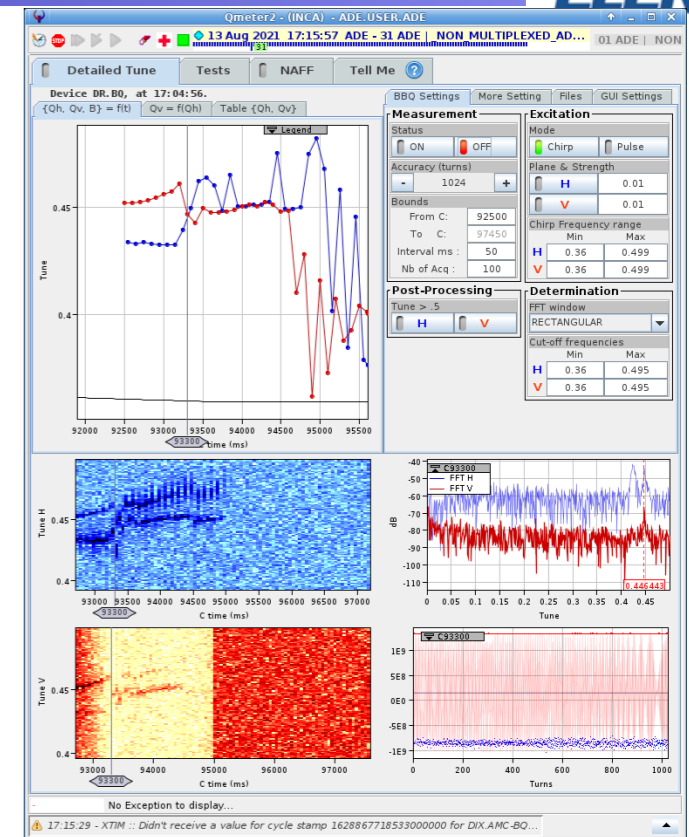 Qmeter2 - (INCA) - ADE.USER.ADE
13 Aug 2021 17:15:57 ADE - 31 ADE | _NON_MULTIPLEXED_AD...
31
01 ADE | NON
Detailed Tune Tests NAFF Tell Me ?
Device DR.BQ, at 17:04:56.
{Qh, Qv, B} = f(t) Qv = f(Qh) Table {Qh, Qv}
BBQ Settings More Setting Files GUI Settings
Legend
Tune
0.45
0.4
92000 92500 93000 93500 94000 94500 95000 95500
93300
C time (ms)
Measurement
Status
ON OFF
Accuracy (turns)
- 1024 +
Bounds
From C: 92500
To C: 97450
Interval ms : 50
Nb of Acq : 100
Post-Processing
Tune > .5
H V
Excitation
Mode
Chirp Pulse
Plane & Strength
H 0.01
V 0.01
Chirp Frequency range
Min Max
H 0.36 0.499
V 0.36 0.499
Determination
FFT window
RECTANGULAR
Cut-off frequencies
Min Max
H 0.36 0.495
V 0.36 0.495
Tune H
0.45
0.4
93000 93500 94000 94500 95000 95500 96000 96500 97000
93300
C time (ms)
C93300
FFT H
FFT V
dB
-40
-50
-60
-70
-80
-90
-100
-110
0.446443
0 0.05 0.1 0.15 0.2 0.25 0.3 0.35 0.4 0.45
Tune
Tune V
0.45
0.4
93000 94000 95000 96000 97000
93300
C time (ms)
C93300
1E9
5E8
0E0
-5E8
-1E9
0 200 400 600 800 1000
Turns
- No Exception to display...
17:15:29 - XTIM :: Didn't receive a value for cycle stamp 1628867718533000000 for DIX.AMC-BQ...